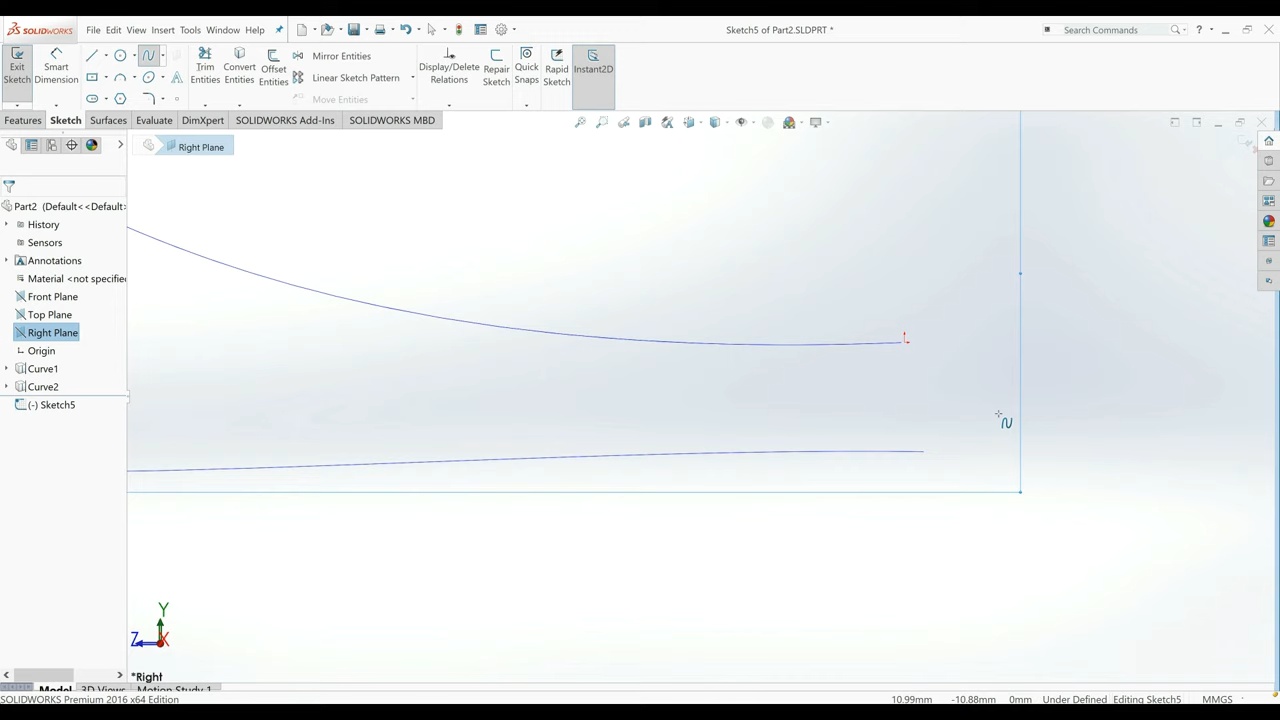 SOLIDWORKS File Edit View Insert Tools Window Help Sketch5 of Part2.SLDPRT * Search Commands
Exit Sketch
Smart Dimension
Trim Entities
Convert Entities
Offset Entities
Mirror Entities
Linear Sketch Pattern
Move Entities
Display/Delete Relations
Repair Sketch
Quick Snaps
Rapid Sketch
Instant2D
Features Sketch Surfaces Evaluate DimXpert SOLIDWORKS Add-Ins SOLIDWORKS MBD
Right Plane
Part2 (Default<<Default>
History
Sensors
Annotations
Material <not specified
Front Plane
Top Plane
Right Plane
Origin
Curve1
Curve2
(-) Sketch5
Y
Z X
*Right
Model 3D Views Motion Study 1
SOLIDWORKS Premium 2016 x64 Edition 10.99mm -10.88mm 0mm Under Defined Editing Sketch5 MMGS